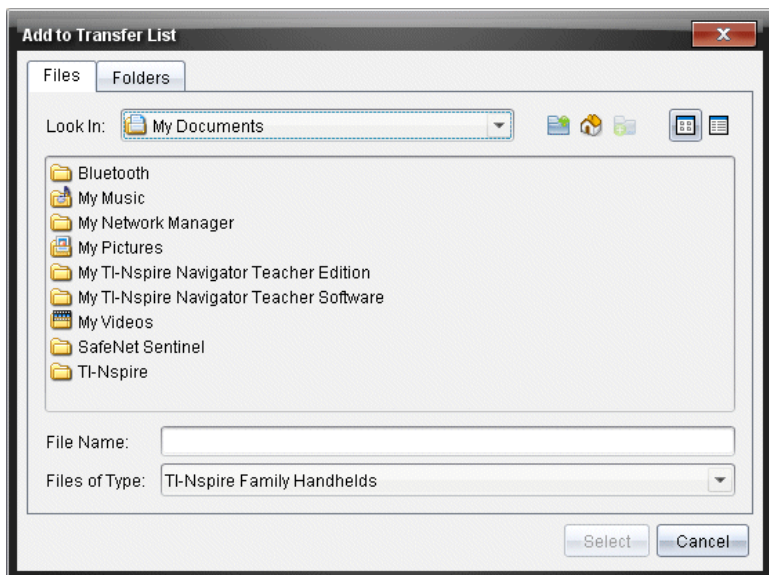 Add to Transfer List
Files Folders
Look In: My Documents
Bluetooth
My Music
My Network Manager
My Pictures
My TI-Nspire Navigator Teacher Edition
My TI-Nspire Navigator Teacher Software
My Videos
SafeNet Sentinel
TI-Nspire
File Name:
Files of Type: TI-Nspire Family Handhelds
Select Cancel